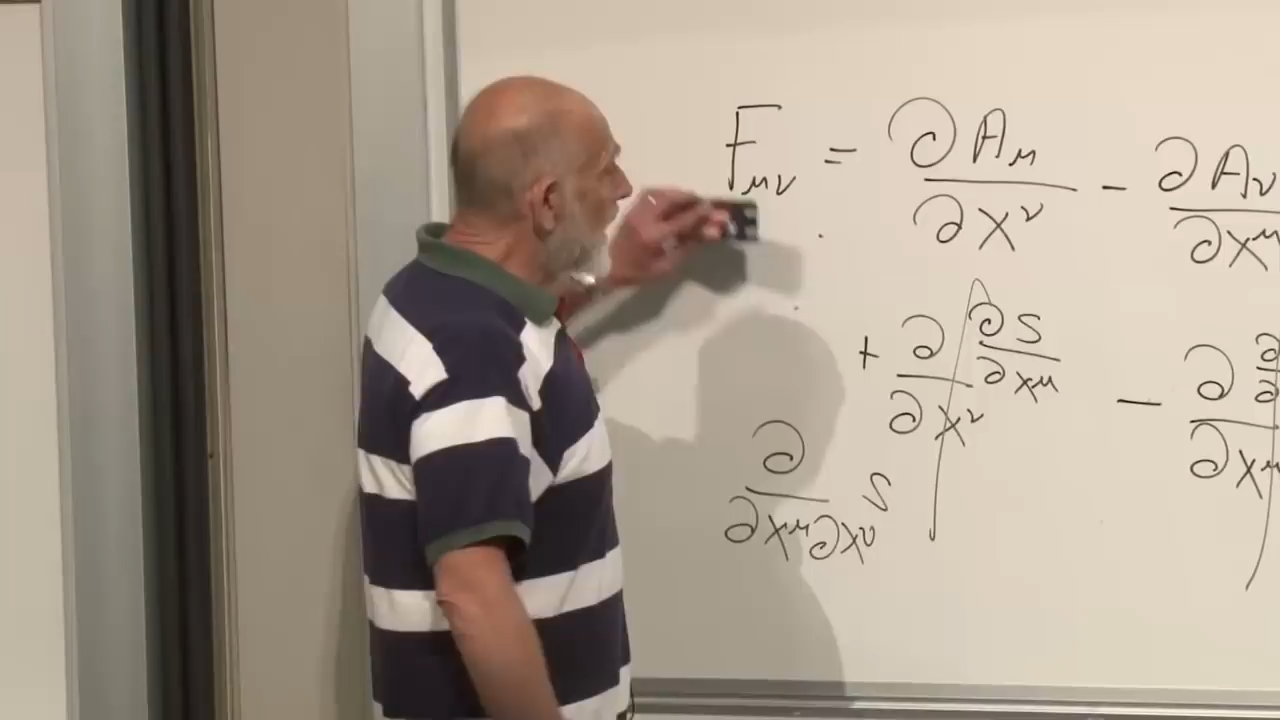 F_μν = ∂A_μ/∂X^ν − ∂A_ν/∂X^μ
+ ∂/∂X^ν ∂S/∂X^μ − ∂/∂X^μ ∂/∂
∂/∂X^μ∂X^ν S